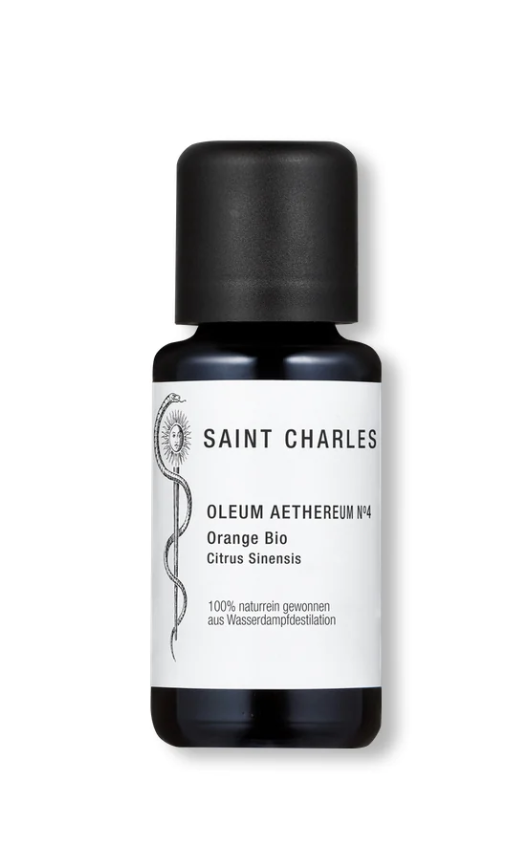 SAINT CHARLES
OLEUM AETHEREUM Nº4
Orange Bio
Citrus Sinensis
100% naturrein gewonnen
aus Wasserdampfdestilation